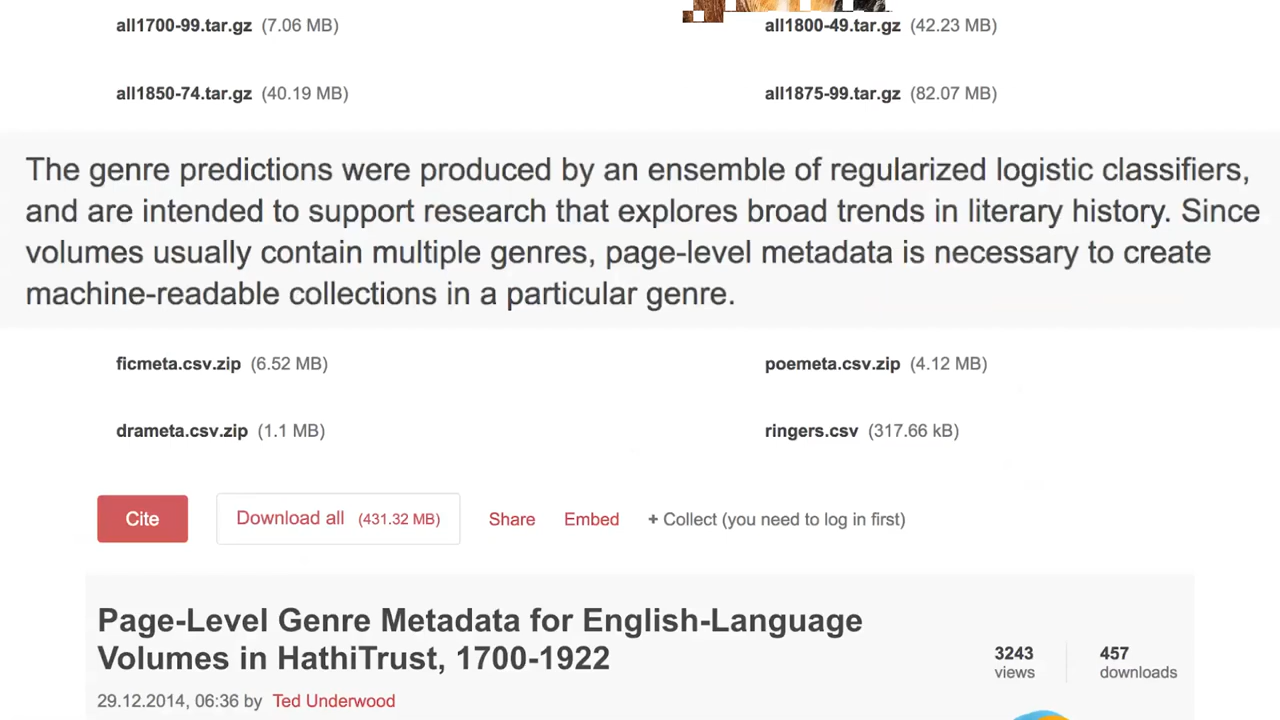 all1700-99.tar.gz (7.06 MB)
all1800-49.tar.gz (42.23 MB)
all1850-74.tar.gz (40.19 MB)
all1875-99.tar.gz (82.07 MB)
The genre predictions were produced by an ensemble of regularized logistic classifiers,
and are intended to support research that explores broad trends in literary history. Since
volumes usually contain multiple genres, page-level metadata is necessary to create
machine-readable collections in a particular genre.
ficmeta.csv.zip (6.52 MB)
poemeta.csv.zip (4.12 MB)
drameta.csv.zip (1.1 MB)
ringers.csv (317.66 kB)
Cite
Download all (431.32 MB)
Share
Embed
+ Collect (you need to log in first)
Page-Level Genre Metadata for English-Language
Volumes in HathiTrust, 1700-1922
3243
views
457
downloads
29.12.2014, 06:36 by Ted Underwood